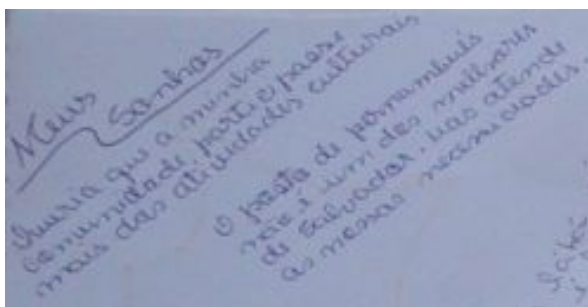 Meus
Sonhos
Queria que a minha
comunidade participasse
mais das atividades culturais
O posto de pernambués
não é um dos melhores
de Salvador, mas atende
as nossas necessidades.